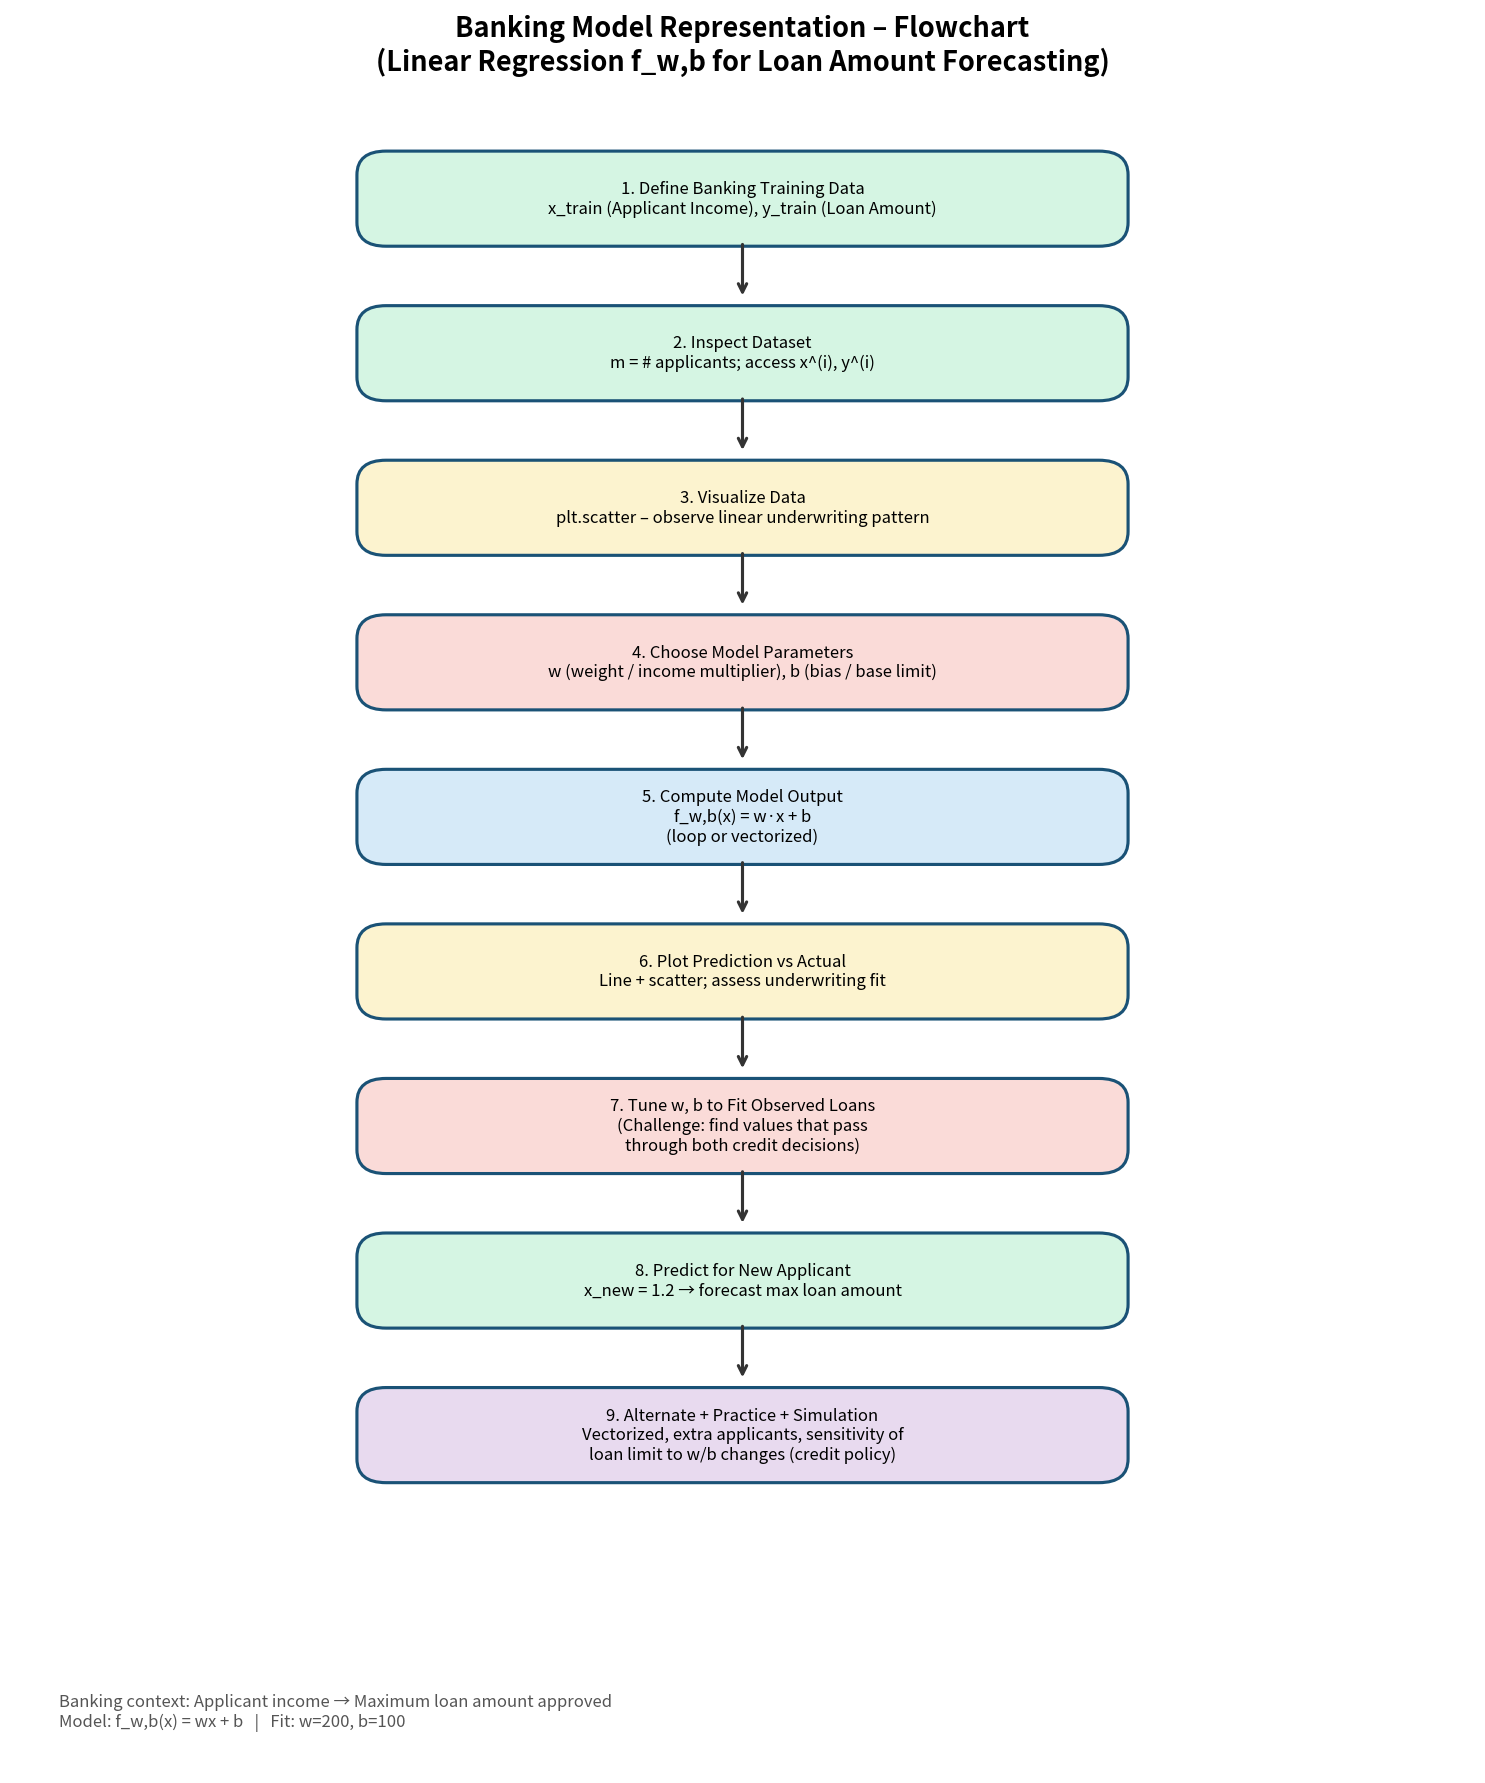 Banking Model Representation – Flowchart
(Linear Regression f_w,b for Loan Amount Forecasting)
1. Define Banking Training Data
x_train (Applicant Income), y_train (Loan Amount)
2. Inspect Dataset
m = # applicants; access x^(i), y^(i)
3. Visualize Data
plt.scatter – observe linear underwriting pattern
4. Choose Model Parameters
w (weight / income multiplier), b (bias / base limit)
5. Compute Model Output
f_w,b(x) = w·x + b
(loop or vectorized)
6. Plot Prediction vs Actual
Line + scatter; assess underwriting fit
7. Tune w, b to Fit Observed Loans
(Challenge: find values that pass
through both credit decisions)
8. Predict for New Applicant
x_new = 1.2 → forecast max loan amount
9. Alternate + Practice + Simulation
Vectorized, extra applicants, sensitivity of
loan limit to w/b changes (credit policy)
Banking context: Applicant income → Maximum loan amount approved
Model: f_w,b(x) = wx + b | Fit: w=200, b=100